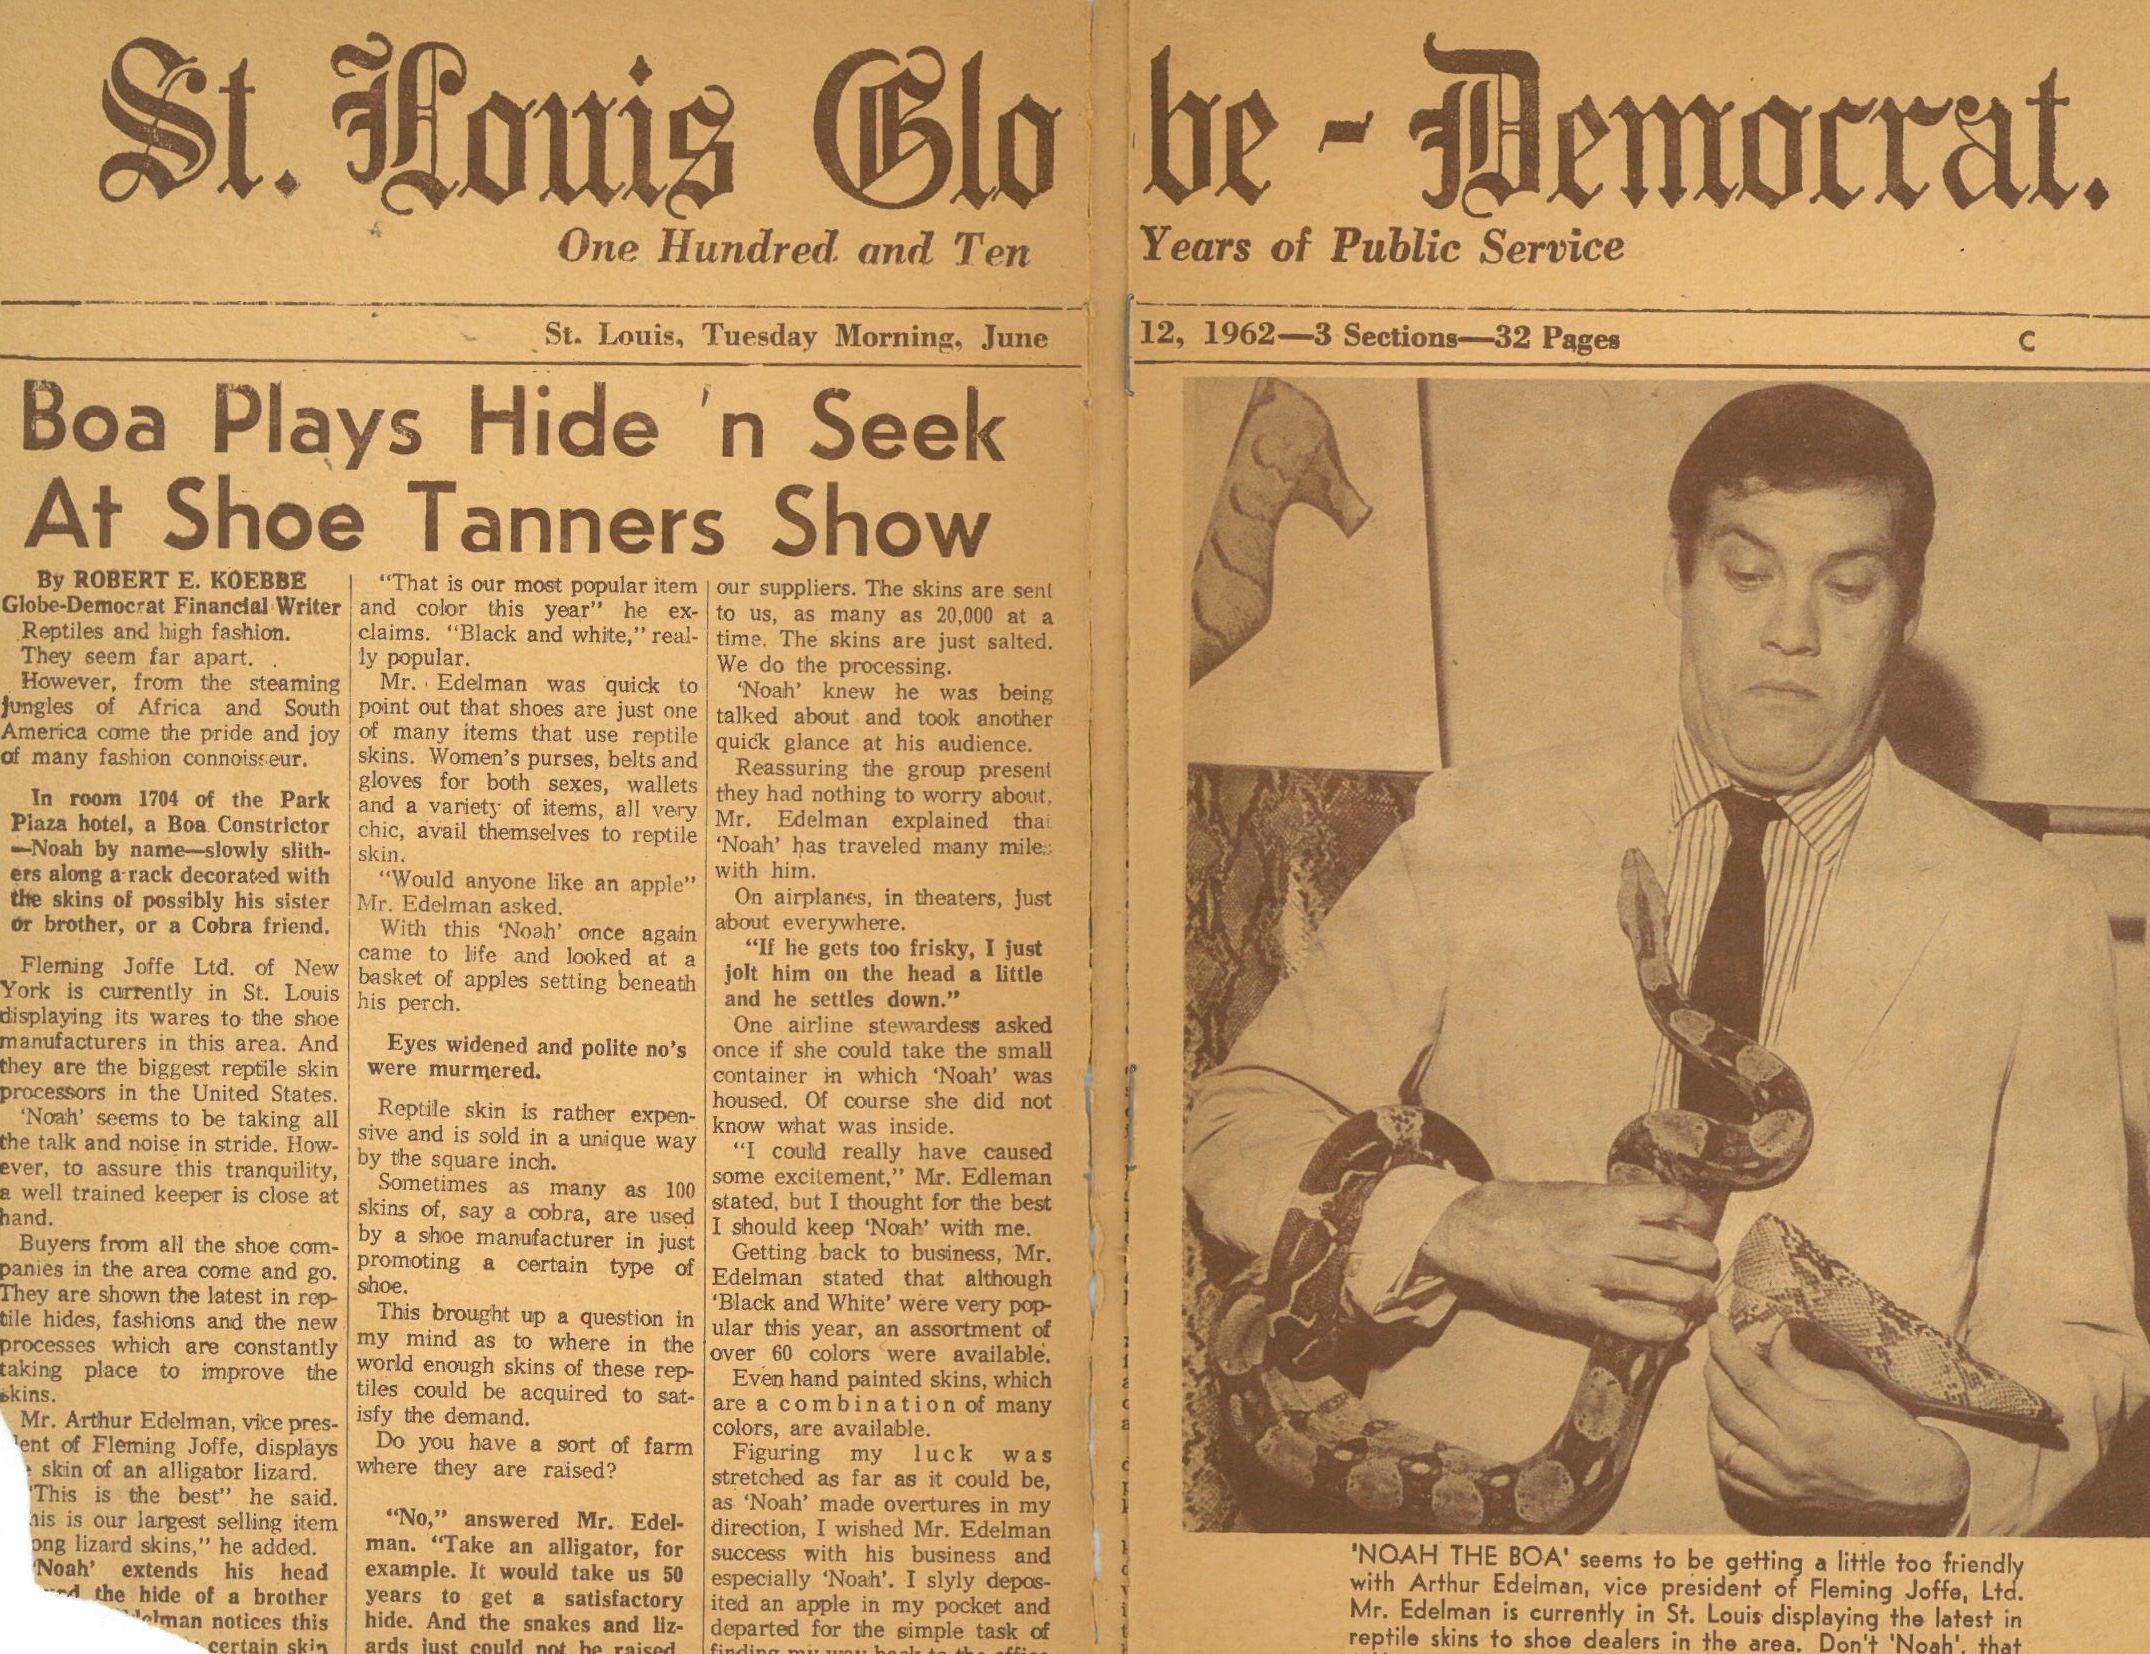 St. Louis Globe-Democrat.
One Hundred and Ten Years of Public Service
St. Louis, Tuesday Morning, June 12, 1962—3 Sections—32 Pages
C
Boa Plays Hide 'n Seek
At Shoe Tanners Show
By ROBERT E. KOEBBE
Globe-Democrat Financial Writer
Reptiles and high fashion.
They seem far apart.
However, from the steaming
jungles of Africa and South
America come the pride and joy
of many fashion connoisseur.
In room 1704 of the Park
Plaza hotel, a Boa Constrictor
—Noah by name—slowly slith-
ers along a rack decorated with
the skins of possibly his sister
or brother, or a Cobra friend.
Fleming Joffe Ltd. of New
York is currently in St. Louis
displaying its wares to the shoe
manufacturers in this area. And
they are the biggest reptile skin
processors in the United States.
'Noah' seems to be taking all
the talk and noise in stride. How-
ever, to assure this tranquility,
a well trained keeper is close at
hand.
Buyers from all the shoe com-
panies in the area come and go.
They are shown the latest in rep-
tile hides, fashions and the new
processes which are constantly
taking place to improve the
skins.
Mr. Arthur Edelman, vice pres-
ent of Fleming Joffe, displays
skin of an alligator lizard.
"This is the best" he said.
his is our largest selling item
ong lizard skins," he added.
'Noah' extends his head
the hide of a brother
elman notices this
certain skin
"That is our most popular item
and color this year" he ex-
claims. "Black and white," real-
ly popular.
Mr. Edelman was quick to
point out that shoes are just one
of many items that use reptile
skins. Women's purses, belts and
gloves for both sexes, wallets
and a variety of items, all very
chic, avail themselves to reptile
skin.
"Would anyone like an apple"
Mr. Edelman asked.
With this 'Noah' once again
came to life and looked at a
basket of apples setting beneath
his perch.
Eyes widened and polite no's
were murmered.
Reptile skin is rather expen-
sive and is sold in a unique way
by the square inch.
Sometimes as many as 100
skins of, say a cobra, are used
by a shoe manufacturer in just
promoting a certain type of
shoe.
This brought up a question in
my mind as to where in the
world enough skins of these rep-
tiles could be acquired to sat-
isfy the demand.
Do you have a sort of farm
where they are raised?
"No," answered Mr. Edel-
man. "Take an alligator, for
example. It would take us 50
years to get a satisfactory
hide. And the snakes and liz-
ards just could not be raised
our suppliers. The skins are sent
to us, as many as 20,000 at a
time. The skins are just salted.
We do the processing.
'Noah' knew he was being
talked about and took another
quick glance at his audience.
Reassuring the group present
they had nothing to worry about,
Mr. Edelman explained that
'Noah' has traveled many miles
with him.
On airplanes, in theaters, just
about everywhere.
"If he gets too frisky, I just
jolt him on the head a little
and he settles down."
One airline stewardess asked
once if she could take the small
container in which 'Noah' was
housed. Of course she did not
know what was inside.
"I could really have caused
some excitement," Mr. Edleman
stated, but I thought for the best
I should keep 'Noah' with me.
Getting back to business, Mr.
Edelman stated that although
'Black and White' were very pop-
ular this year, an assortment of
over 60 colors were available.
Even hand painted skins, which
are a combination of many
colors, are available.
Figuring my luck was
stretched as far as it could be,
as 'Noah' made overtures in my
direction, I wished Mr. Edelman
success with his business and
especially 'Noah'. I slyly depos-
ited an apple in my pocket and
departed for the simple task of
finding my way back to the office
'NOAH THE BOA' seems to be getting a little too friendly
with Arthur Edelman, vice president of Fleming Joffe, Ltd.
Mr. Edelman is currently in St. Louis displaying the latest in
reptile skins to shoe dealers in the area. Don't 'Noah', that